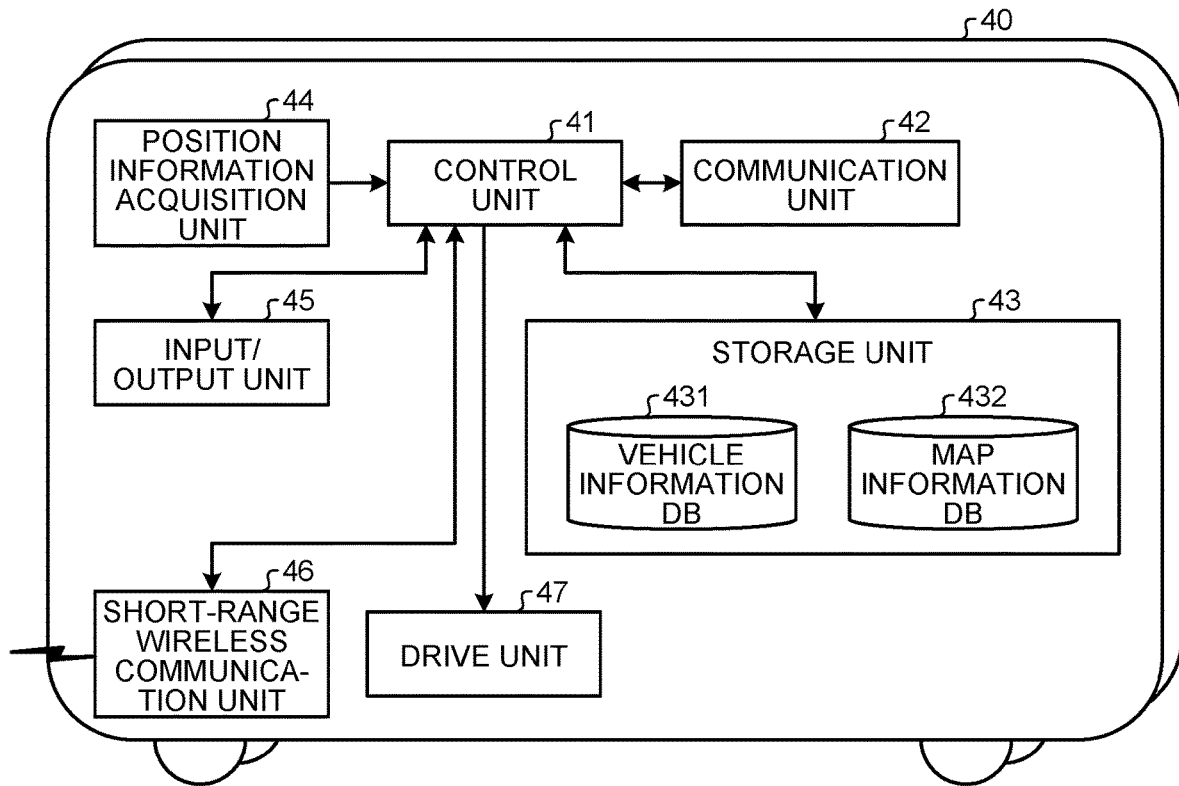 40
44
POSITION
INFORMATION
ACQUISITION
UNIT
41
CONTROL
UNIT
42
COMMUNICATION
UNIT
45
INPUT/
OUTPUT UNIT
43
STORAGE UNIT
431
VEHICLE
INFORMATION
DB
432
MAP
INFORMATION
DB
46
SHORT-RANGE
WIRELESS
COMMUNICA-
TION UNIT
47
DRIVE UNIT